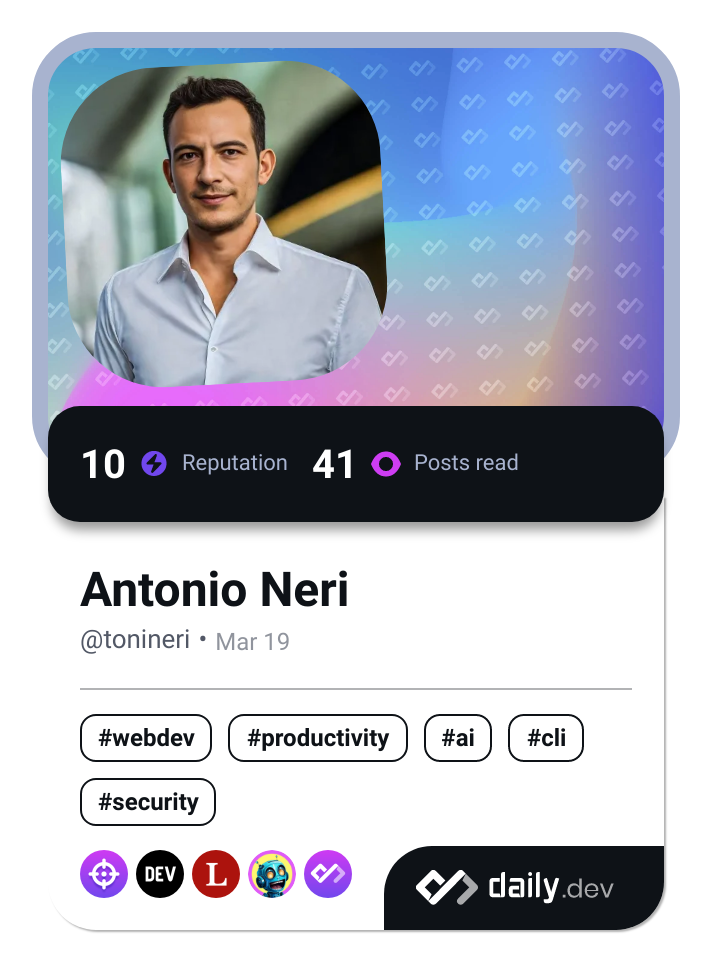 10 Reputation 41 Posts read
Antonio Neri
@tonineri • Mar 19
#webdev #productivity #ai #cli
#security
DEV L daily.dev